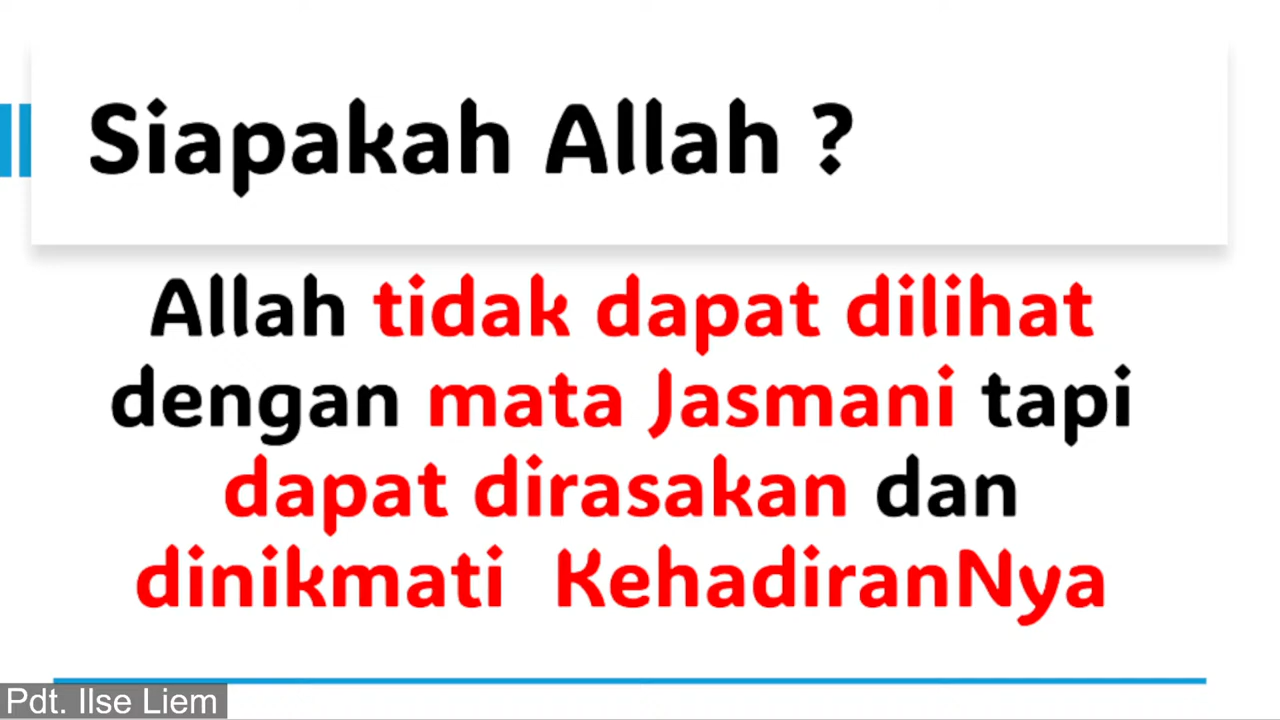 Siapakah Allah ?
Allah tidak dapat dilihat
dengan mata Jasmani tapi
dapat dirasakan dan
dinikmati KehadiranNya
Pdt. Ilse Liem